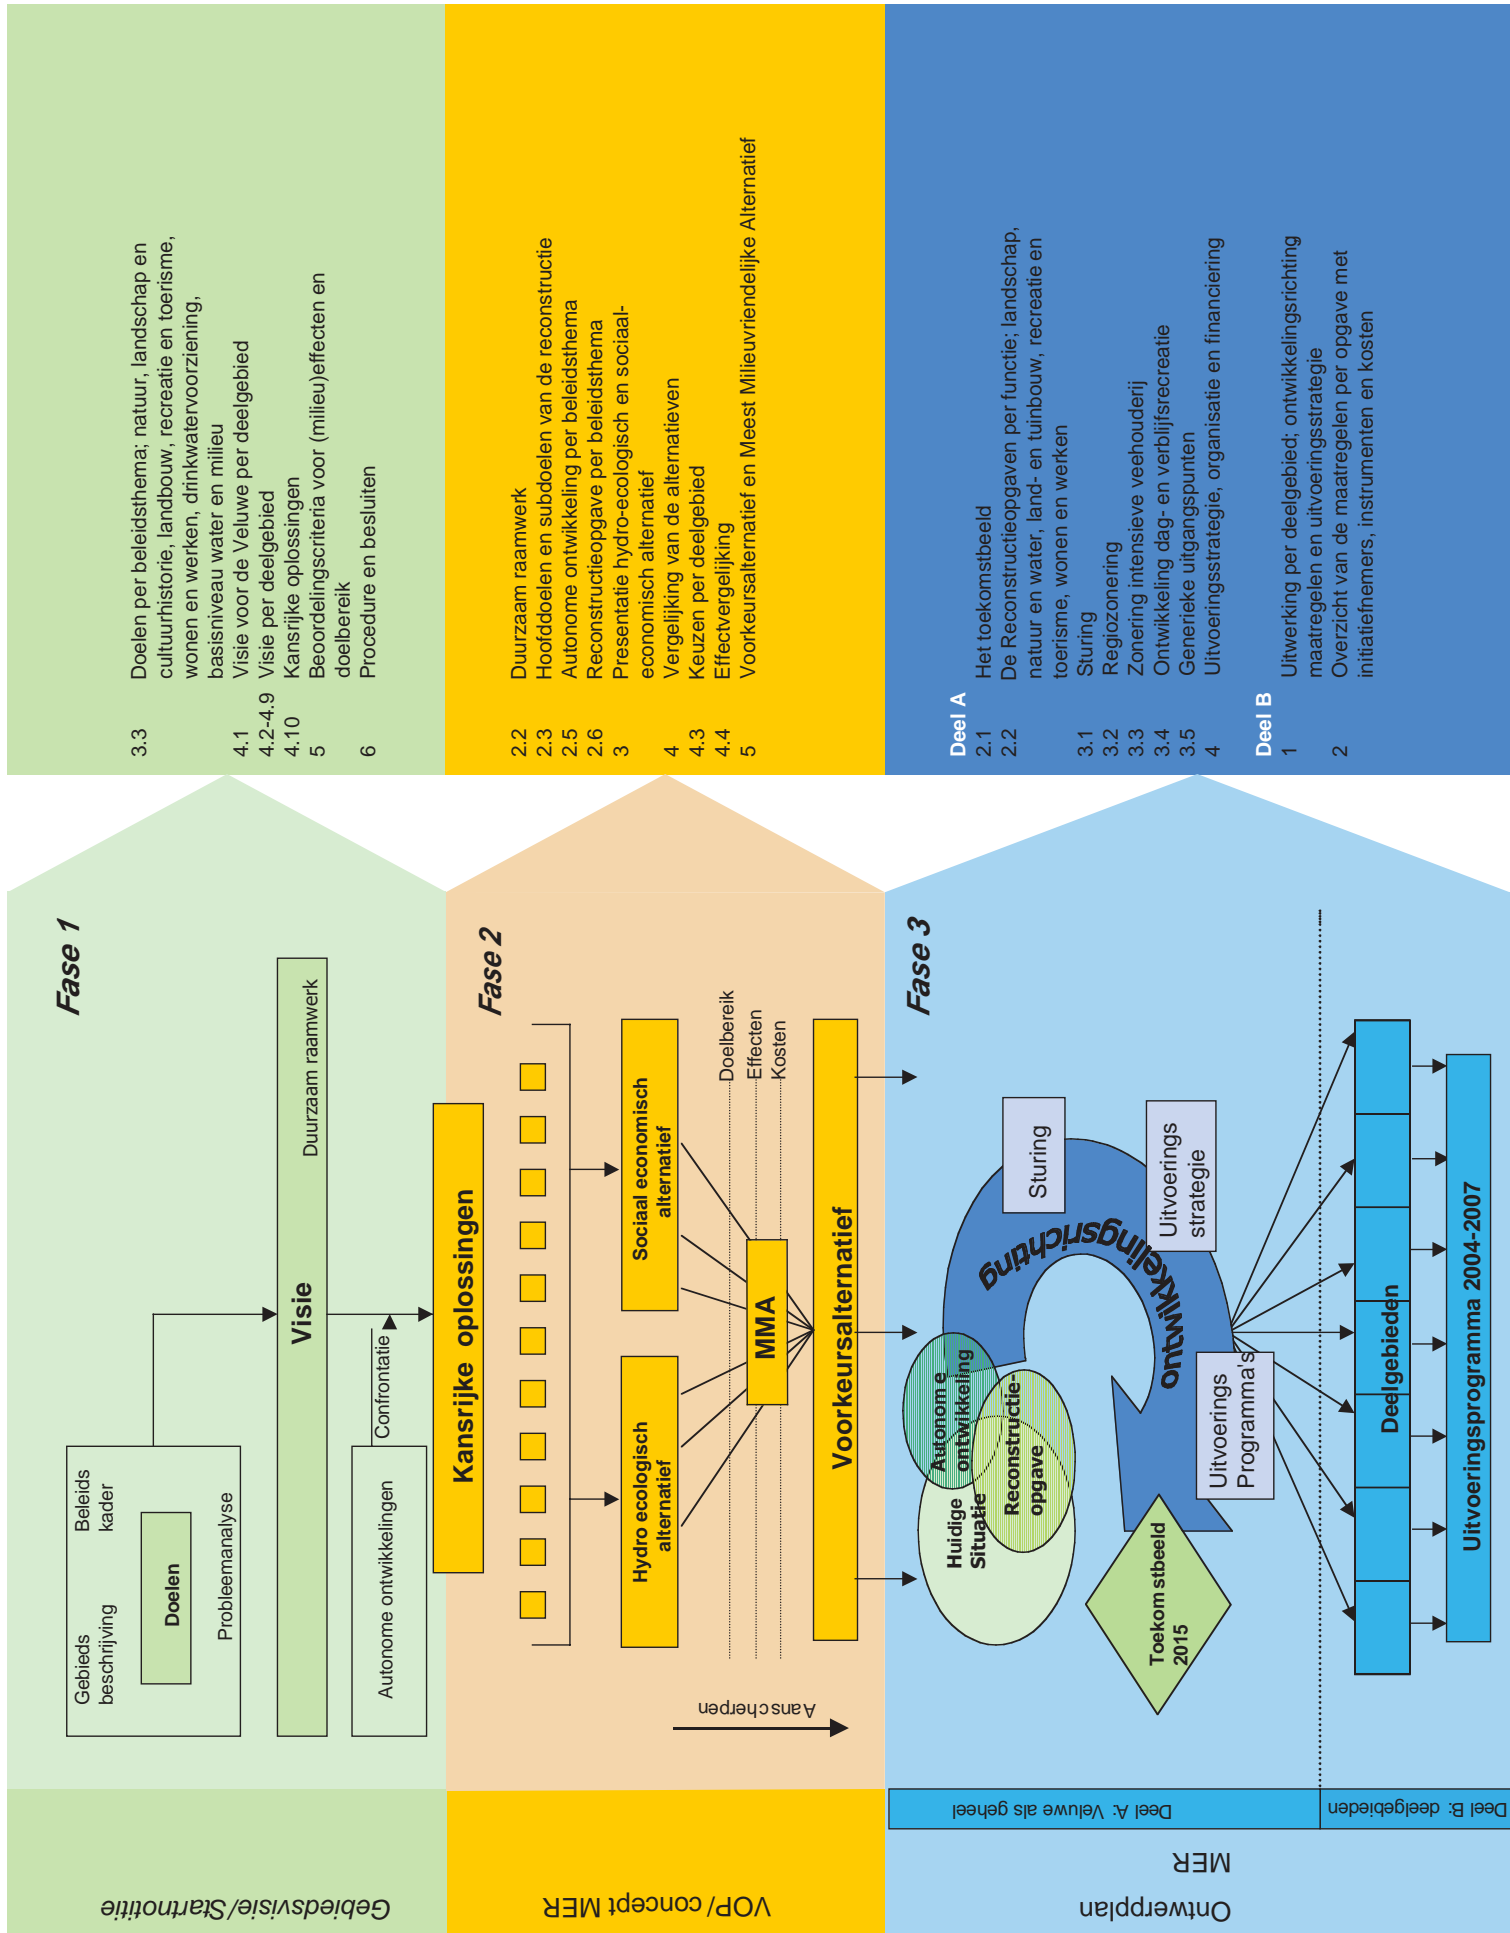 Gebiedsvisie/Startnotitie
Fase 1
Gebieds
beschrijving
Beleids
kader
Doelen
Probleemanalyse
Visie
Duurzaam raamwerk
Autonome ontwikkelingen
Confrontatie
Kansrijke oplossingen
3.3 Doelen per beleidsthema; natuur, landschap en
cultuurhistorie, landbouw, recreatie en toerisme,
wonen en werken, drinkwatervoorziening,
basisniveau water en milieu
4.1 Visie voor de Veluwe per deelgebied
4.2-4.9 Visie per deelgebied
4.10 Kansrijke oplossingen
5 Beoordelingscriteria voor (milieu)effecten en
doelbereik
6 Procedure en besluiten
VOP/ concept MER
Fase 2
Hydro ecologisch
alternatief
Sociaal economisch
alternatief
Aanscherpen
Doelbereik
Effecten
Kosten
MMA
Voorkeursalternatief
2.2 Duurzaam raamwerk
2.3 Hoofddoelen en subdoelen van de reconstructie
2.5 Autonome ontwikkeling per beleidsthema
2.6 Reconstructieopgave per beleidsthema
3 Presentatie hydro-ecologisch en sociaal-
economisch alternatief
4 Vergelijking van de alternatieven
4.3 Keuzen per deelgebied
4.4 Effectvergelijking
5 Voorkeursalternatief en Meest Milieuvriendelijke Alternatief
Ontwerpplan
MER
Deel A: Veluwe als geheel
Deel B: deelgebieden
Fase 3
Huidige
Situatie
Autonom e
ontwikkeling
Reconstructie-
opgave
Ontwikkelingsrichting
Sturing
Uitvoerings
strategie
Uitvoerings
Programma's
Toekom stbeeld
2015
Deelgebieden
Uitvoeringsprogramma 2004-2007
Deel A
2.1 Het toekomstbeeld
2.2 De Reconstructieopgaven per functie; landschap,
natuur en water, land- en tuinbouw, recreatie en
toerisme, wonen en werken
3.1 Sturing
3.2 Regiozonering
3.3 Zonering intensieve veehouderij
3.4 Ontwikkeling dag- en verblijfsrecreatie
3.5 Generieke uitgangspunten
4 Uitvoeringsstrategie, organisatie en financiering
Deel B
1 Uitwerking per deelgebied; ontwikkelingsrichting
maatregelen en uitvoeringsstrategie
2 Overzicht van de maatregelen per opgave met
initiatiefnemers, instrumenten en kosten